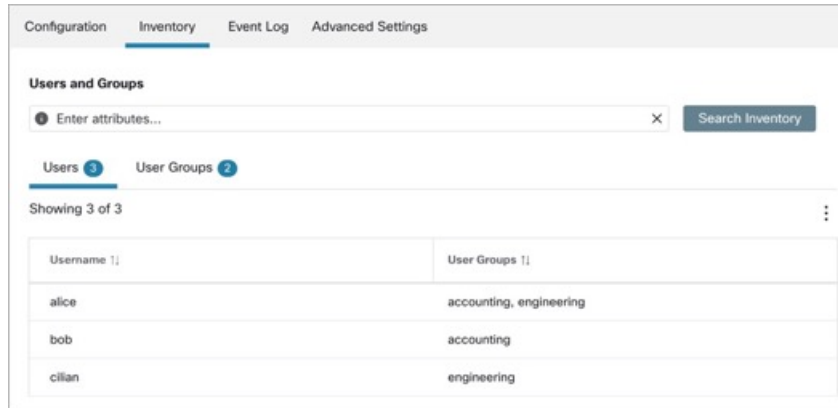 Configuration Inventory Event Log Advanced Settings
Users and Groups
Enter attributes... Search Inventory
Users 3 User Groups 2
Showing 3 of 3
Username User Groups
alice accounting, engineering
bob accounting
cilian engineering